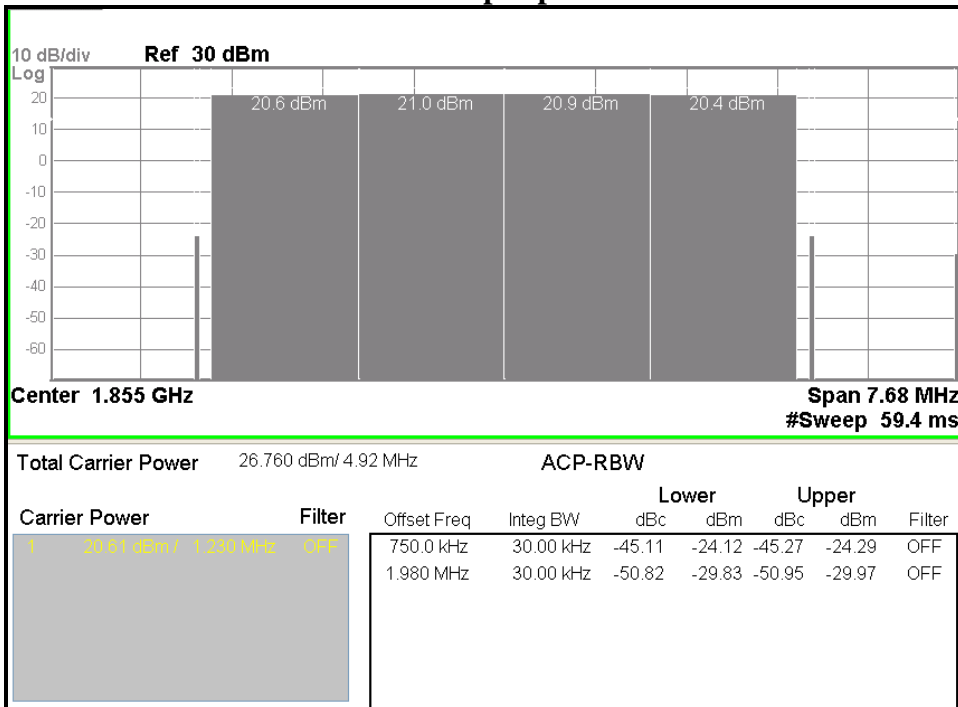 10 dB/div Ref 30 dBm
Log
20
20.6 dBm 21.0 dBm 20.9 dBm 20.4 dBm
10
0
-10
-20
-30
-40
-50
-60
Center 1.855 GHz Span 7.68 MHz
#Sweep 59.4 ms
Total Carrier Power 26.760 dBm/ 4.92 MHz ACP-RBW
Lower Upper
Carrier Power Filter Offset Freq Integ BW dBc dBm dBc dBm Filter
1 20.61 dBm / 1.230 MHz OFF 750.0 kHz 30.00 kHz -45.11 -24.12 -45.27 -24.29 OFF
1.980 MHz 30.00 kHz -50.82 -29.83 -50.95 -29.97 OFF